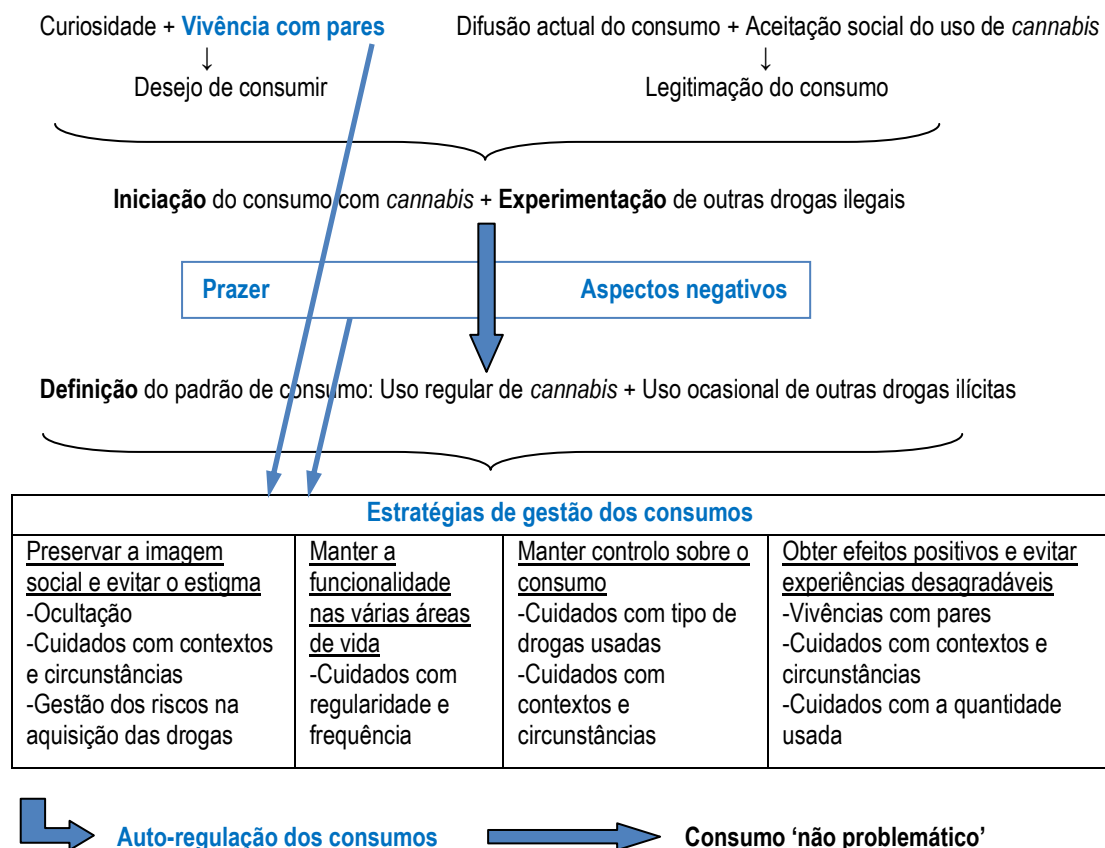 Curiosidade + Vivência com pares
Difusão actual do consumo + Aceitação social do uso de cannabis
↓
↓
Desejo de consumir
Legitimação do consumo
Iniciação do consumo com cannabis + Experimentação de outras drogas ilegais
Prazer
Aspectos negativos
Definição do padrão de consumo: Uso regular de cannabis + Uso ocasional de outras drogas ilícitas
Estratégias de gestão dos consumos
Preservar a imagem
social e evitar o estigma
-Ocultação
-Cuidados com contextos
e circunstâncias
-Gestão dos riscos na
aquisição das drogas
Manter a
funcionalidade
nas várias áreas
de vida
-Cuidados com
regularidade e
frequência
Manter controlo sobre o
consumo
-Cuidados com tipo de
drogas usadas
-Cuidados com
contextos e
circunstâncias
Obter efeitos positivos e evitar
experiências desagradáveis
-Vivências com pares
-Cuidados com contextos e
circunstâncias
-Cuidados com a quantidade
usada
Auto-regulação dos consumos
Consumo ‘não problemático’